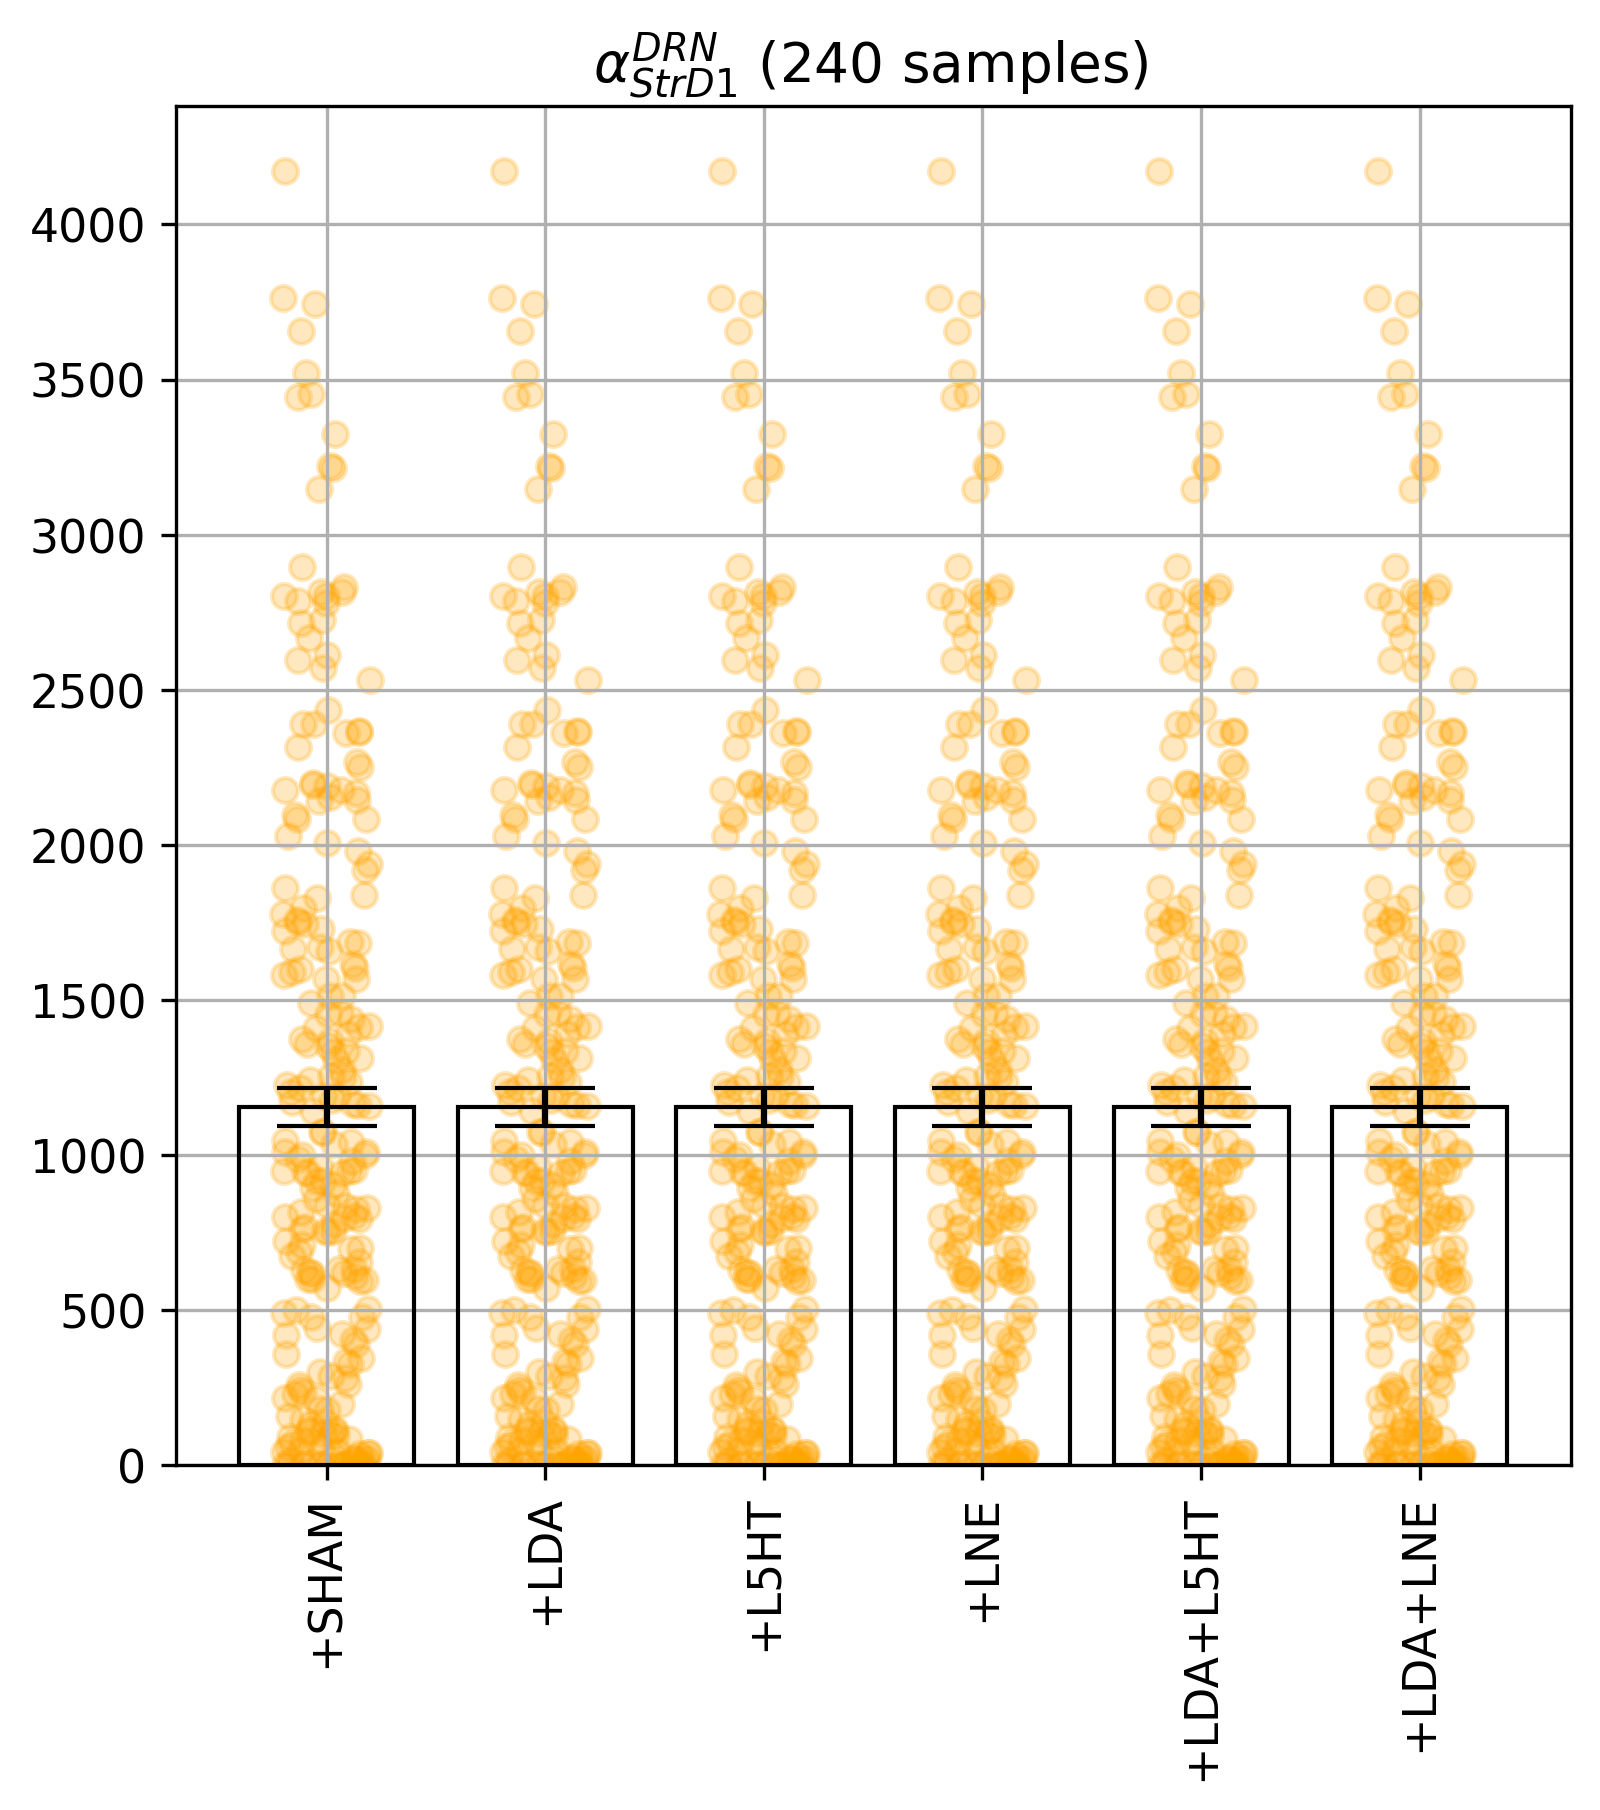 α^{DRN}_{StrD1} (240 samples)
4000
3500
3000
2500
2000
1500
1000
500
0
+SHAM
+LDA
+L5HT
+LNE
+LDA+L5HT
+LDA+LNE